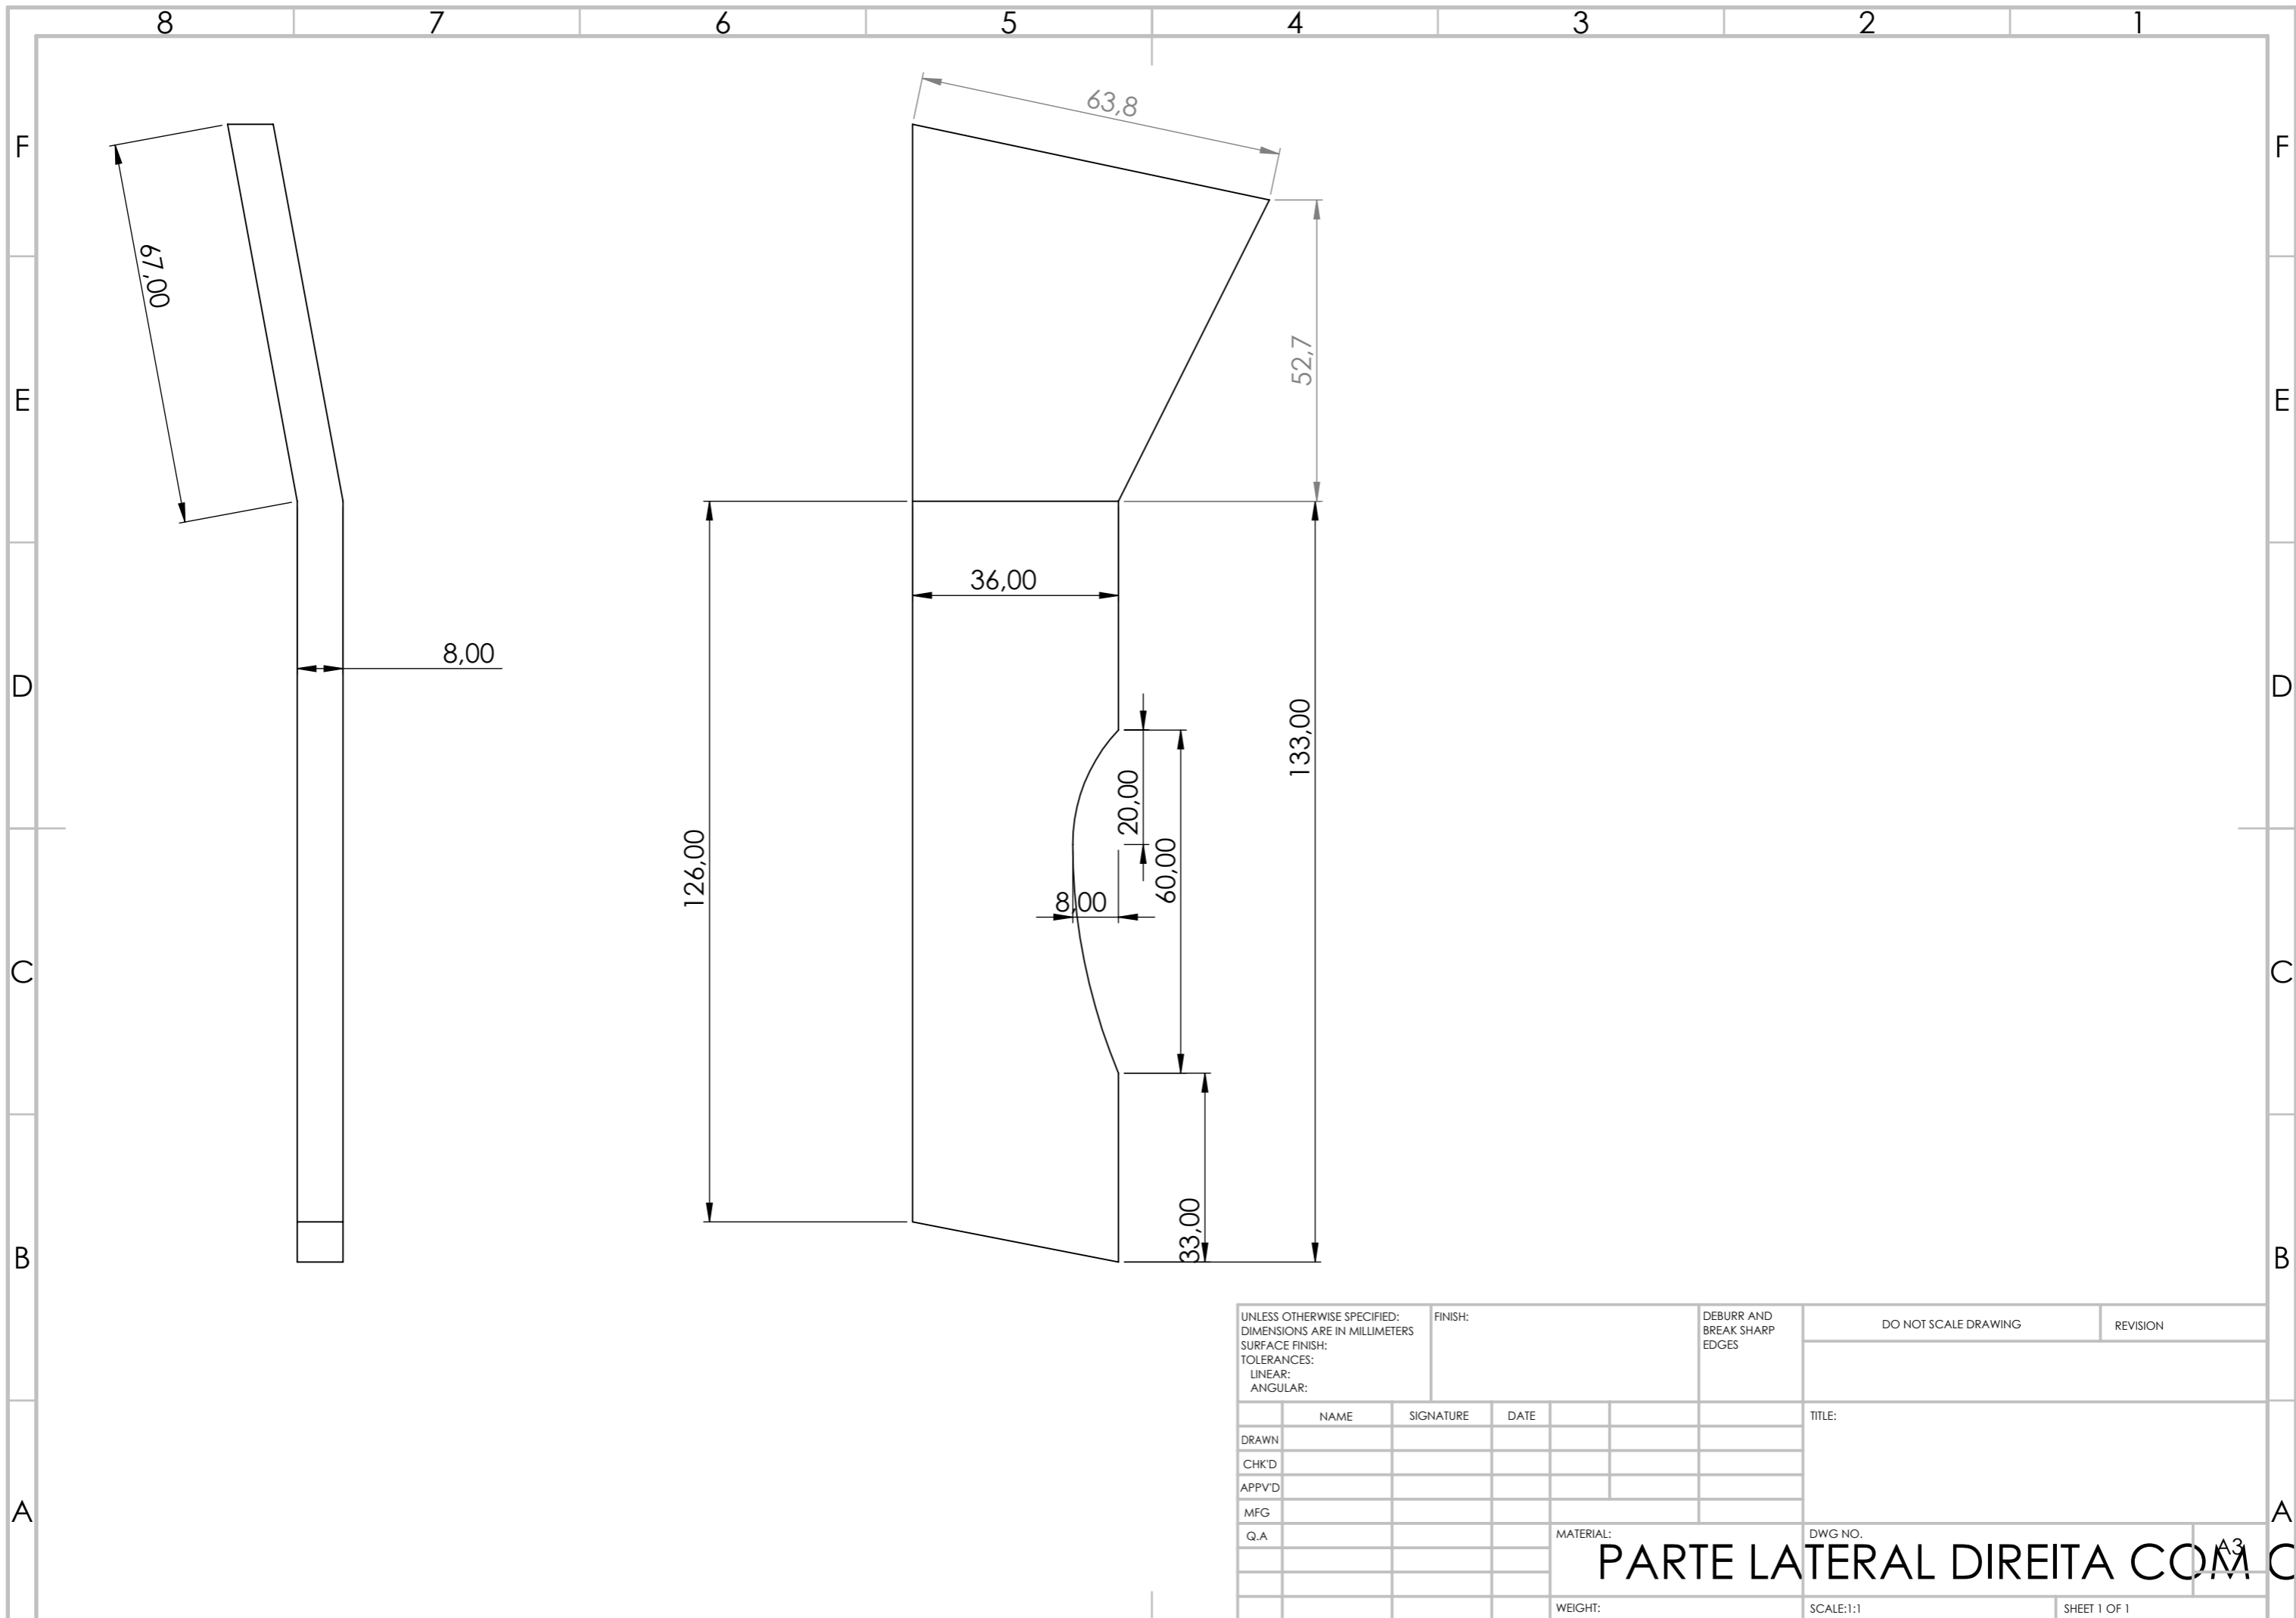 8 7 6 5 4 3 2 1
F F
E E
D D
C C
B B
A A
63,8
67,00
52,7
36,00
8,00
133,00
20,00
60,00
126,00
8,00
33,00
UNLESS OTHERWISE SPECIFIED:
DIMENSIONS ARE IN MILLIMETERS
SURFACE FINISH:
TOLERANCES:
LINEAR:
ANGULAR:
FINISH:
DEBURR AND
BREAK SHARP
EDGES
DO NOT SCALE DRAWING
REVISION
NAME SIGNATURE DATE
TITLE:
DRAWN
CHK'D
APPV'D
MFG
Q.A
MATERIAL:
DWG NO.
PARTE LATERAL DIREITA COM C
A3
WEIGHT:
SCALE:1:1
SHEET 1 OF 1